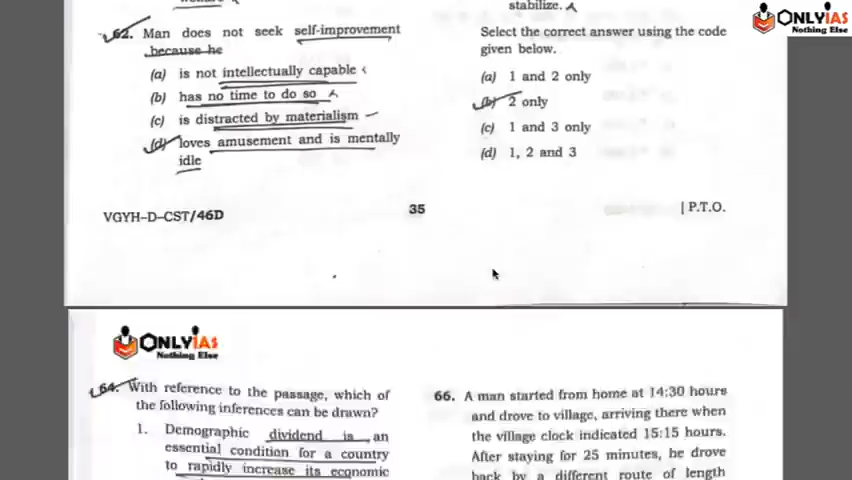 62. Man does not seek self-improvement
because he
(a) is not intellectually capable
(b) has no time to do so
(c) is distracted by materialism
(d) loves amusement and is mentally
idle
VGYH-D-CST/46D
35
stabilize.
Select the correct answer using the code
given below.
(a) 1 and 2 only
(b) 2 only
(c) 1 and 3 only
(d) 1, 2 and 3
| P.T.O.
ONLYIAS
Nothing Else
ONLYIAS
Nothing Else
64. With reference to the passage, which of
the following inferences can be drawn?
1. Demographic dividend is an
essential condition for a country
to rapidly increase its economic
66. A man started from home at 14:30 hours
and drove to village, arriving there when
the village clock indicated 15:15 hours.
After staying for 25 minutes, he drove
back by a different route of length